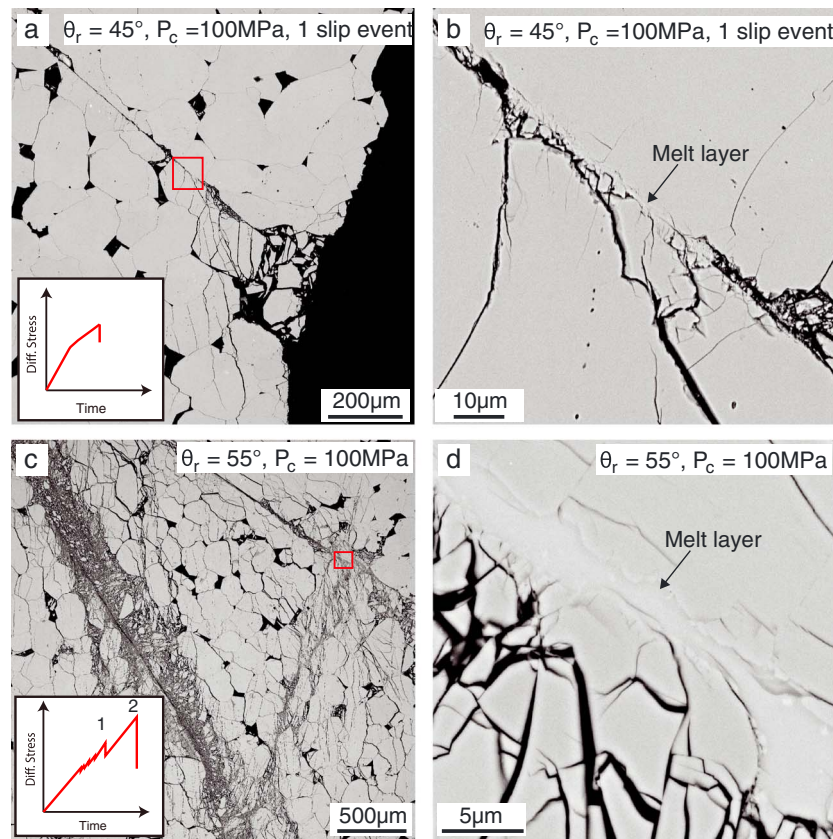 a θr = 45°, Pc =100MPa, 1 slip event
Diff. Stress
Time
200µm
b θr = 45°, Pc =100MPa, 1 slip event
Melt layer
10µm
c θr = 55°, Pc = 100MPa
1
2
Diff. Stress
Time
500µm
d θr = 55°, Pc = 100MPa
Melt layer
5µm